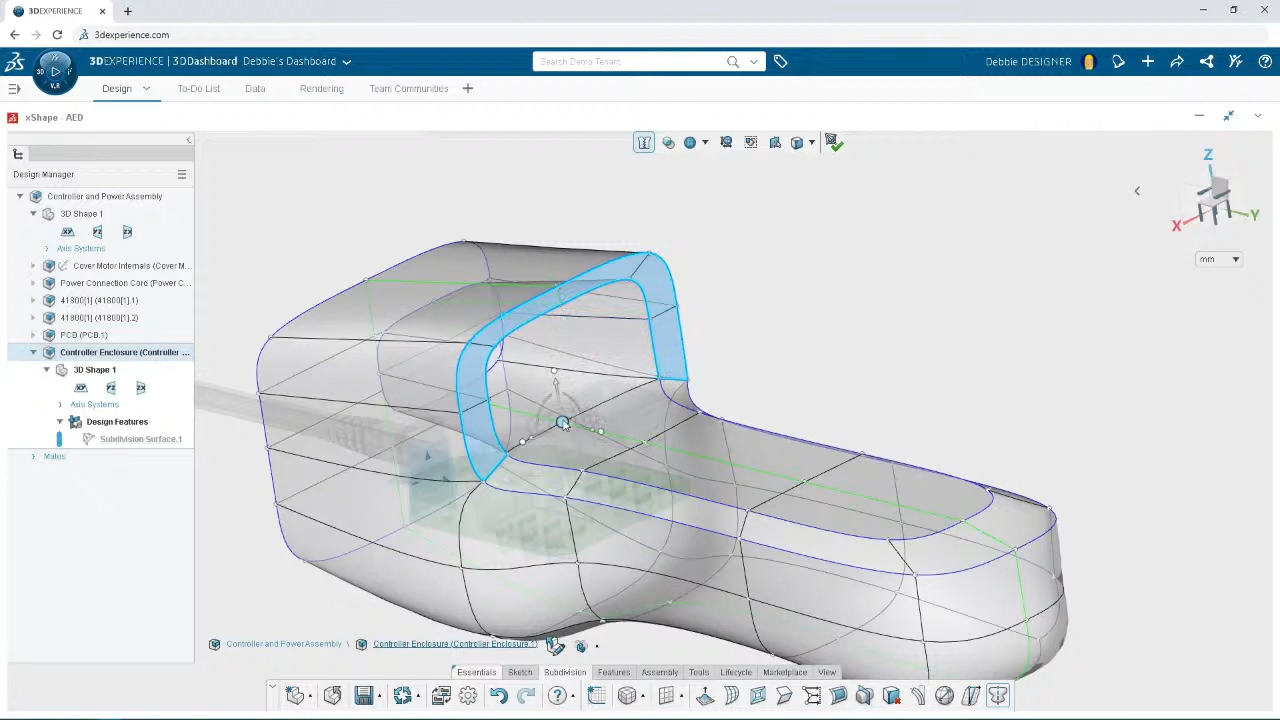 3DEXPERIENCE
3dexperience.com
3DEXPERIENCE | 3DDashboard Debbie's Dashboard
Search Demo Tenant
Debbie DESIGNER
3D
V.R
Design
To-Do List
Data
Rendering
Team Communities
xShape - AED
Design Manager
Controller and Power Assembly
3D Shape 1
Axis Systems
Cover Motor Internals (Cover M...
Power Connection Cord (Power C...
41800[1] (41800[1].1)
41800[1] (41800[1].2)
PCB (PCB.1)
Controller Enclosure (Controller ...
3D Shape 1
Axis Systems
Design Features
Subdivision Surface.1
Mates
Z
X
Y
mm
Controller and Power Assembly \ Controller Enclosure (Controller Enclosure.1)
Essentials
Sketch
Subdivision
Features
Assembly
Tools
Lifecycle
Marketplace
View